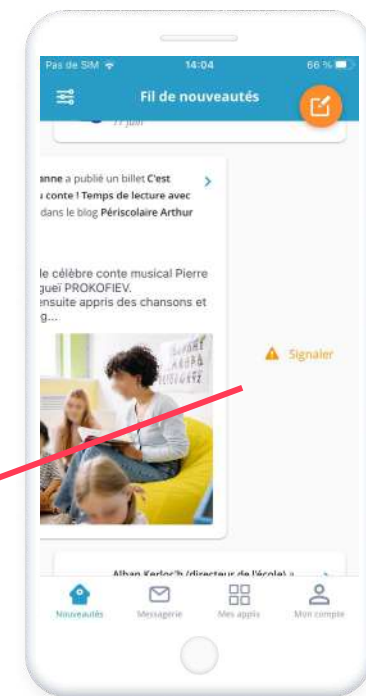 Pas de SIM 14:04 66 %
Fil de nouveautés
11 juin
anne a publié un billet C'est
u conte ! Temps de lecture avec
dans le blog Périscolaire Arthur
le célèbre conte musical Pierre
gueï PROKOFIEV.
ensuite appris des chansons et
g...
Signaler
Alban Kerloc'h (directeur de l'école) a
Nouveautés Messagerie Mes applis Mon compte